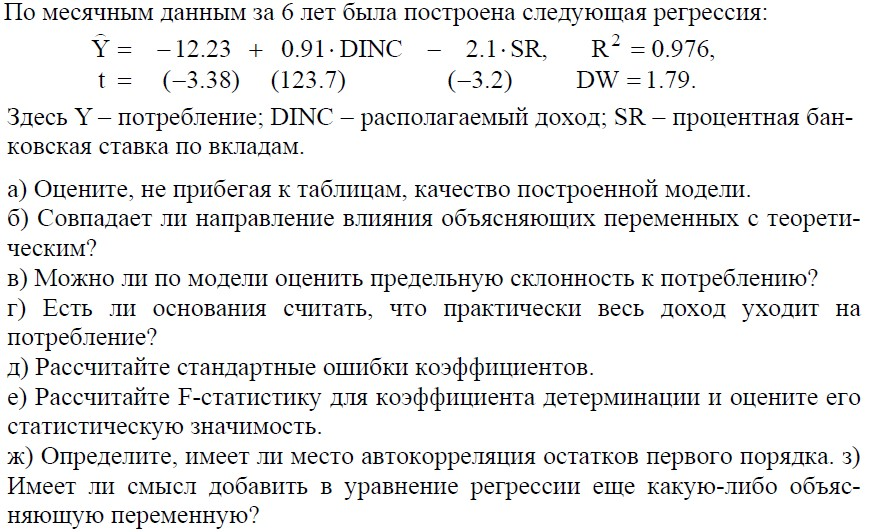 По месячным данным за 6 лет была построена следующая регрессия:
Ŷ = −12.23 + 0.91·DINC − 2.1·SR, R² = 0.976,
t = (−3.38) (123.7) (−3.2) DW = 1.79.
Здесь Y – потребление; DINC – располагаемый доход; SR – процентная бан-
ковская ставка по вкладам.
а) Оцените, не прибегая к таблицам, качество построенной модели.
б) Совпадает ли направление влияния объясняющих переменных с теорети-
ческим?
в) Можно ли по модели оценить предельную склонность к потреблению?
г) Есть ли основания считать, что практически весь доход уходит на
потребление?
д) Рассчитайте стандартные ошибки коэффициентов.
е) Рассчитайте F-статистику для коэффициента детерминации и оцените его
статистическую значимость.
ж) Определите, имеет ли место автокорреляция остатков первого порядка. з)
Имеет ли смысл добавить в уравнение регрессии еще какую-либо объяс-
няющую переменную?